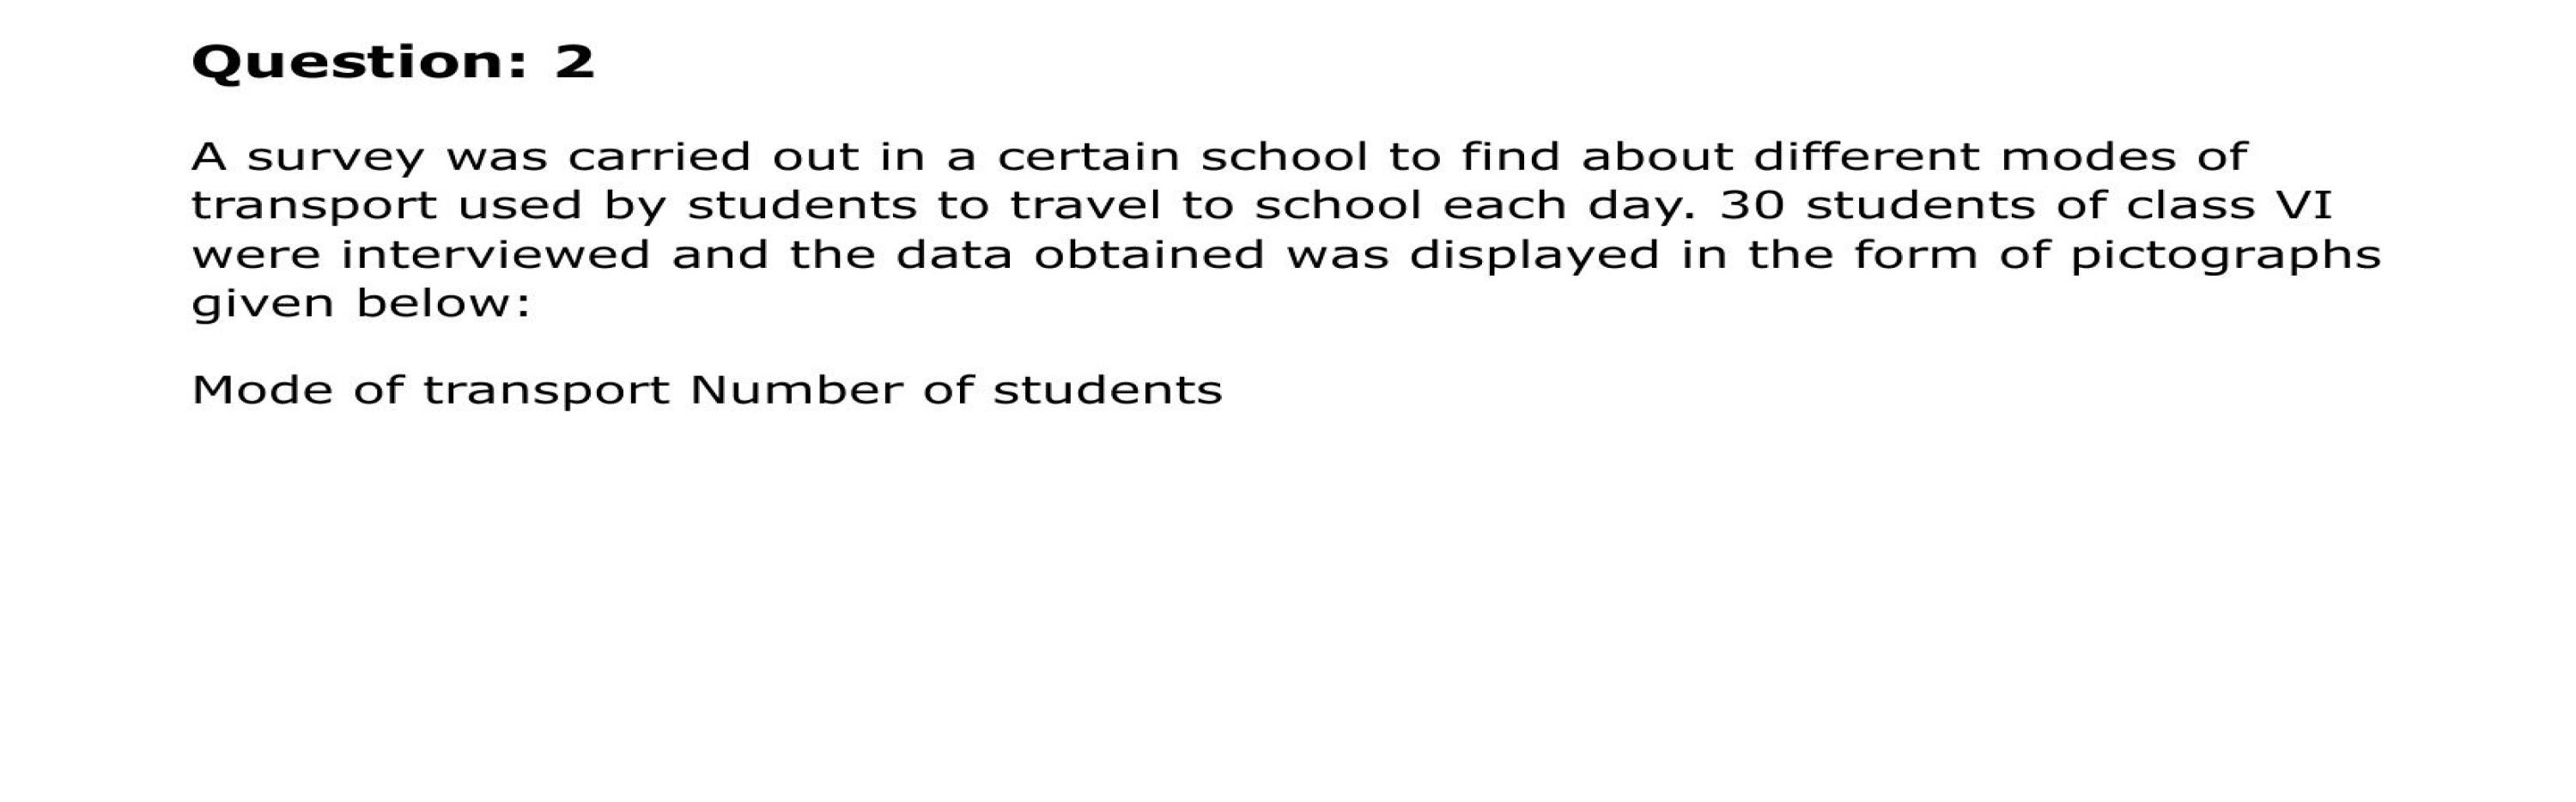 Question: 2
A survey was carried out in a certain school to find about different modes of
transport used by students to travel to school each day. 30 students of class VI
were interviewed and the data obtained was displayed in the form of pictographs
given below:
Mode of transport Number of students